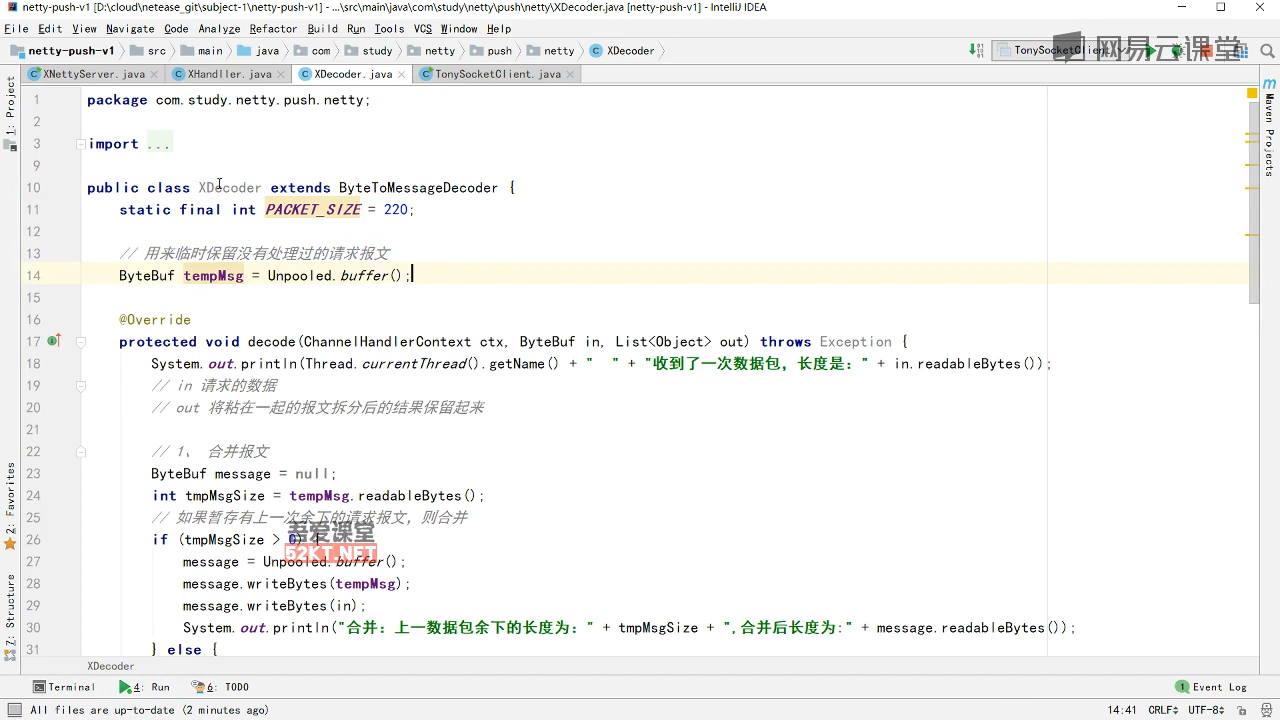 netty-push-v1 [D:\cloud\netease_git\subject-1\netty-push-v1] - ...\src\main\java\com\study\netty\push\netty\XDecoder.java [netty-push-v1] - IntelliJ IDEA
File Edit View Navigate Code Analyze Refactor Build Run Tools VCS Window Help
netty-push-v1 src main java com study netty push netty XDecoder TonySocketClient
网易云课堂
XNettyServer.java XHandller.java XDecoder.java TonySocketClient.java
1: Project
Maven Projects
1 package com.study.netty.push.netty;
2
3 import ...
9
10 public class XDecoder extends ByteToMessageDecoder {
11 static final int PACKET_SIZE = 220;
12
13 // 用来临时保留没有处理过的请求报文
14 ByteBuf tempMsg = Unpooled.buffer();
15
16 @Override
17 protected void decode(ChannelHandlerContext ctx, ByteBuf in, List<Object> out) throws Exception {
18 System.out.println(Thread.currentThread().getName() + "  " + "收到了一次数据包，长度是：" + in.readableBytes());
19 // in 请求的数据
20 // out 将粘在一起的报文拆分后的结果保留起来
21
22 // 1、 合并报文
23 ByteBuf message = null;
24 int tmpMsgSize = tempMsg.readableBytes();
25 // 如果暂存有上一次余下的请求报文，则合并
26 if (tmpMsgSize > 0) {
吾爱课堂
52KT.NET
27 message = Unpooled.buffer();
28 message.writeBytes(tempMsg);
29 message.writeBytes(in);
30 System.out.println("合并：上一数据包余下的长度为：" + tmpMsgSize + ",合并后长度为:" + message.readableBytes());
31 } else {
2: Favorites
Z: Structure
XDecoder
Terminal 4: Run 6: TODO 1 Event Log
All files are up-to-date (2 minutes ago) 14:41 CRLF UTF-8